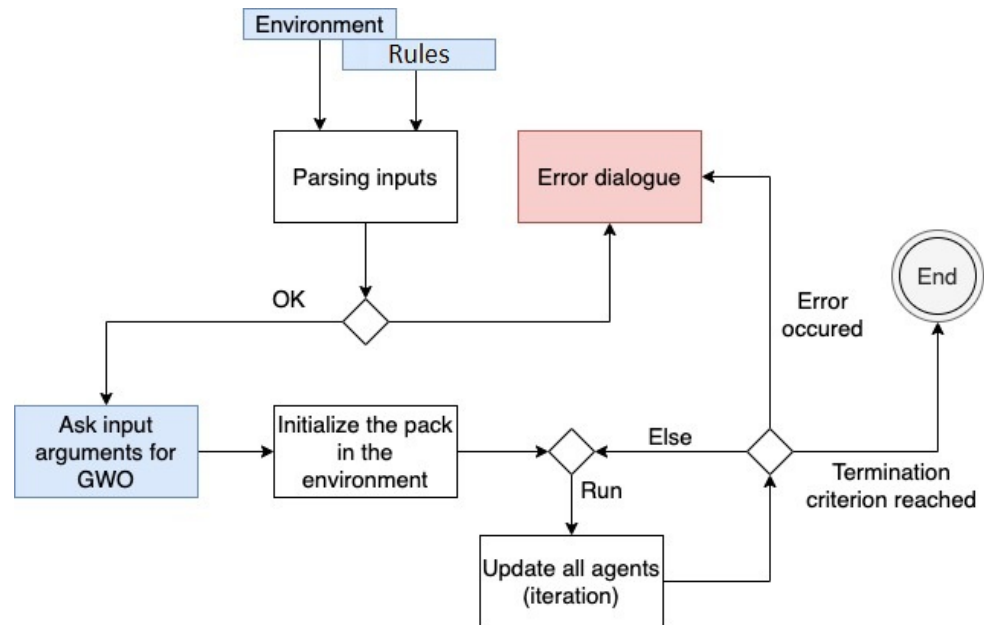 Environment
Rules
Parsing inputs
Error dialogue
End
OK
Error
occured
Ask input
arguments for
GWO
Initialize the pack
in the
environment
Else
Run
Termination
criterion reached
Update all agents
(iteration)